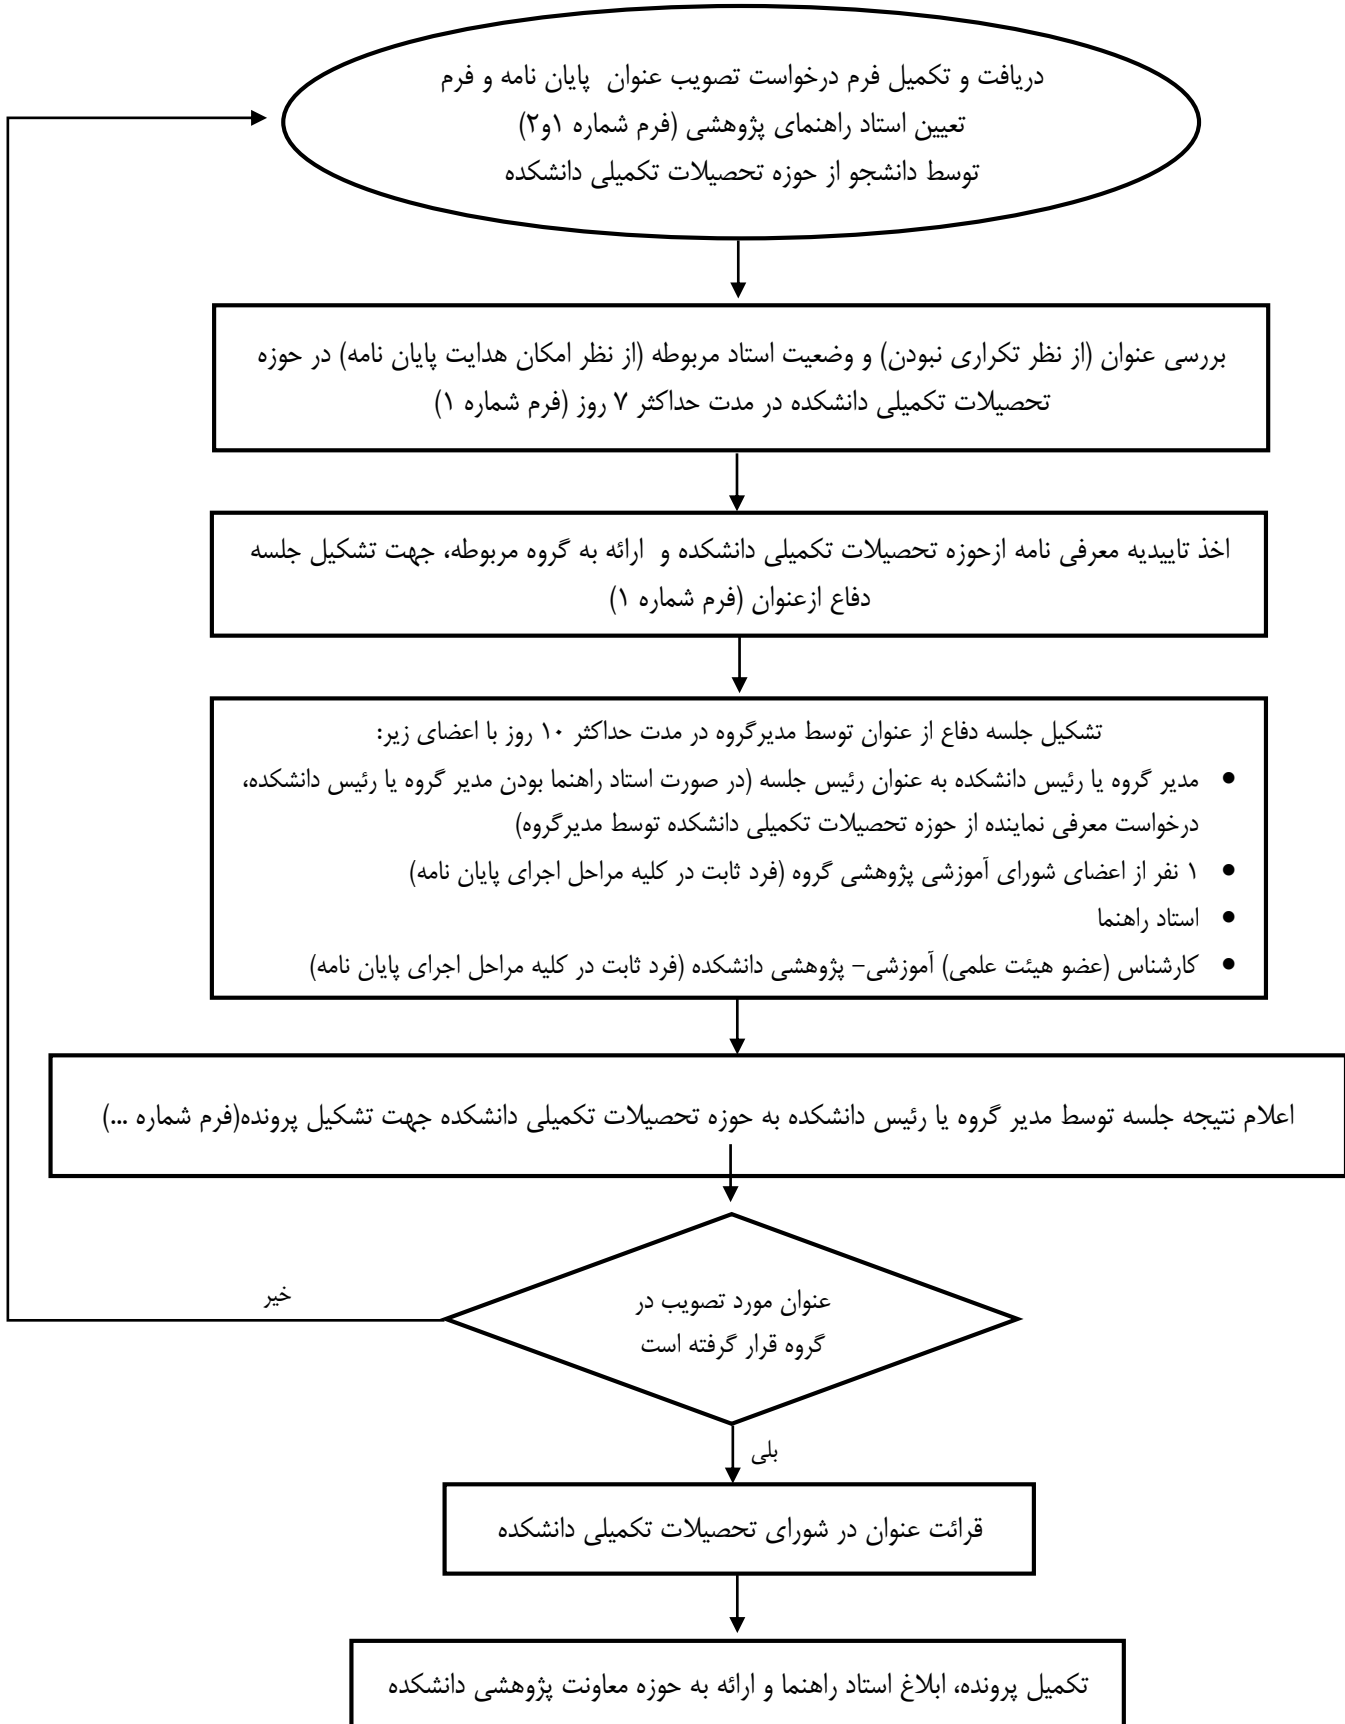 دریافت و تکمیل فرم درخواست تصویب عنوان پایان نامه و فرم
تعیین استاد راهنمای پژوهشی (فرم شماره ۱و۲)
توسط دانشجو از حوزه تحصیلات تکمیلی دانشکده
بررسی عنوان (از نظر تکراری نبودن) و وضعیت استاد مربوطه (از نظر امکان هدایت پایان نامه) در حوزه
تحصیلات تکمیلی دانشکده در مدت حداکثر ۷ روز (فرم شماره ۱)
اخذ تاییدیه معرفی نامه ازحوزه تحصیلات تکمیلی دانشکده و ارائه به گروه مربوطه، جهت تشکیل جلسه
دفاع ازعنوان (فرم شماره ۱)
تشکیل جلسه دفاع از عنوان توسط مدیرگروه در مدت حداکثر ۱۰ روز با اعضای زیر:
● مدیر گروه یا رئیس دانشکده به عنوان رئیس جلسه (در صورت استاد راهنما بودن مدیر گروه یا رئیس دانشکده،
درخواست معرفی نماینده از حوزه تحصیلات تکمیلی دانشکده توسط مدیرگروه)
● ۱ نفر از اعضای شورای آموزشی پژوهشی گروه (فرد ثابت در کلیه مراحل اجرای پایان نامه)
● استاد راهنما
● کارشناس (عضو هیئت علمی) آموزشی– پژوهشی دانشکده (فرد ثابت در کلیه مراحل اجرای پایان نامه)
اعلام نتیجه جلسه توسط مدیر گروه یا رئیس دانشکده به حوزه تحصیلات تکمیلی دانشکده جهت تشکیل پرونده(فرم شماره ...)
عنوان مورد تصویب در
گروه قرار گرفته است
خیر
بلی
قرائت عنوان در شورای تحصیلات تکمیلی دانشکده
تکمیل پرونده، ابلاغ استاد راهنما و ارائه به حوزه معاونت پژوهشی دانشکده